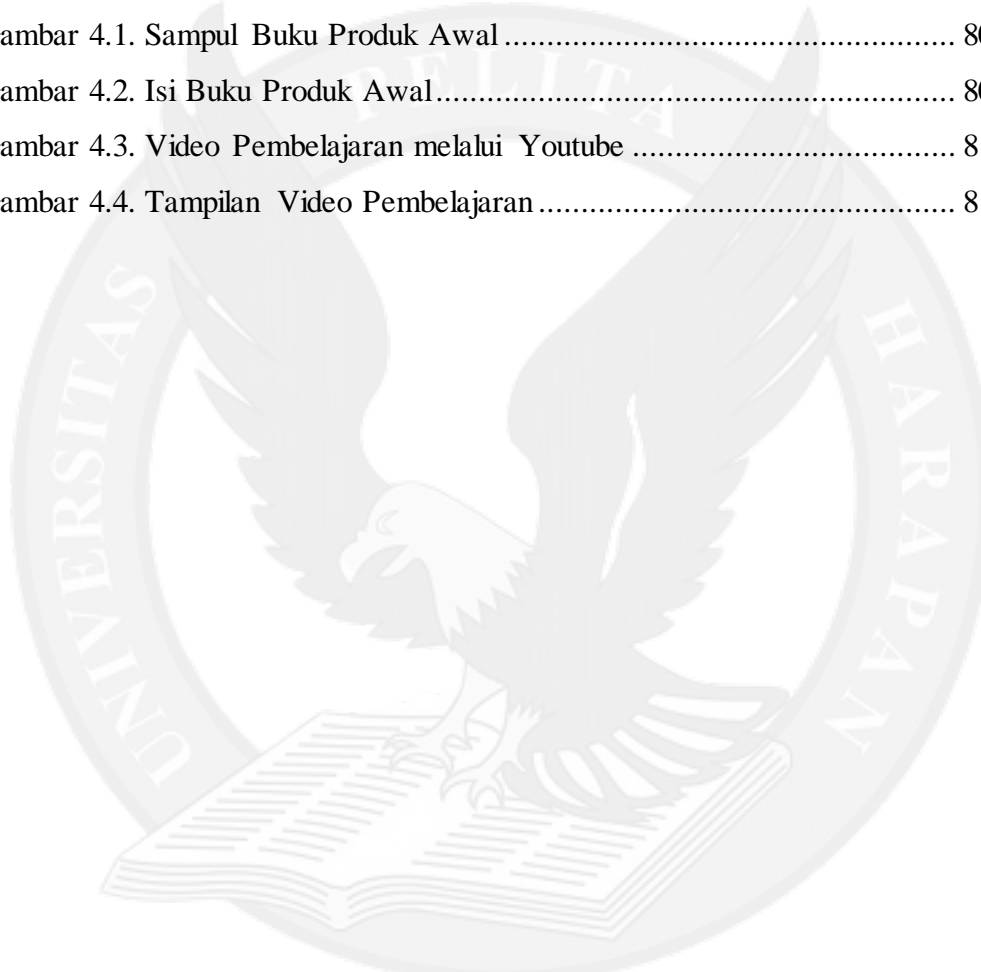 ambar 4.1. Sampul Buku Produk Awal ........................................................ 80
ambar 4.2. Isi Buku Produk Awal ........................................................ 80
ambar 4.3. Video Pembelajaran melalui Youtube ........................................................ 8
ambar 4.4. Tampilan Video Pembelajaran ........................................................ 8
UNIVERSITAS PELITA HARAPAN